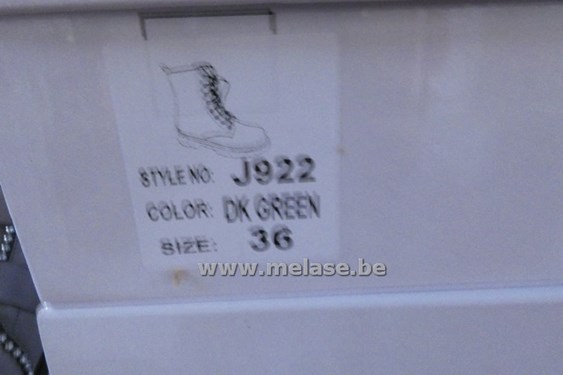 STYLE NO: J922
COLOR: DK GREEN
SIZE: 36
www.melase.be